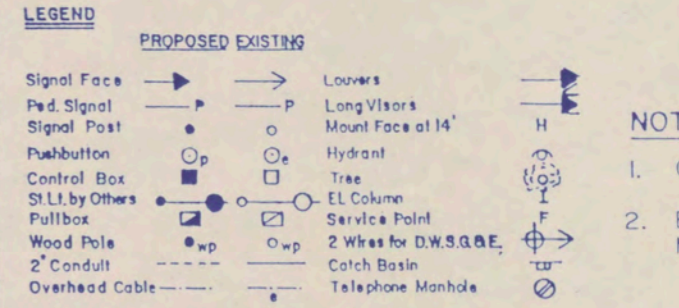 LEGEND
PROPOSED EXISTING
Signal Face
Ped. Signal P P
Signal Post
Pushbutton p e
Control Box
St.Lt. by Others
Pullbox
Wood Pole wp wp
2" Conduit
Overhead Cable e
Louvers
Long Visors
Mount Face at 14' H
Hydrant
Tree
EL Column I
Service Point F
2 Wires for D.W.S.G.& E.
Catch Basin
Telephone Manhole
NOT
1.
2.